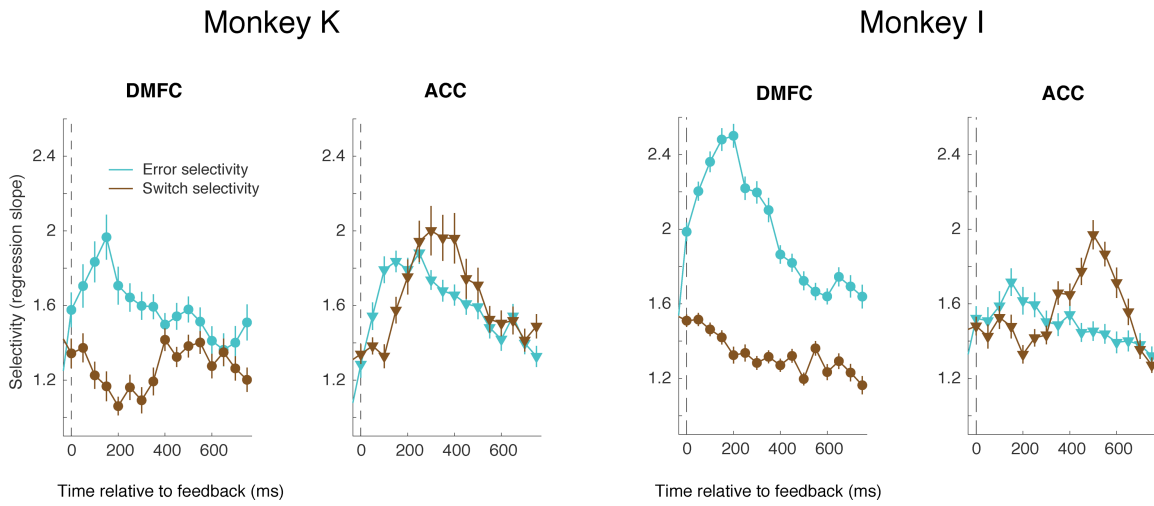 Monkey K
Monkey I
DMFC
ACC
DMFC
ACC
Selectivity (regression slope)
2.4
2
1.6
1.2
Error selectivity
Switch selectivity
0 200 400 600
2.4
2
1.6
1.2
0 200 400 600
2.4
2
1.6
1.2
0 200 400 600
2.4
2
1.6
1.2
0 200 400 600
Time relative to feedback (ms)
Time relative to feedback (ms)